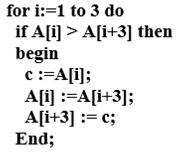 for i:=1 to 3 do
if A[i] > A[i+3] then
begin
c :=A[i];
A[i] :=A[i+3];
A[i+3] := c;
End;